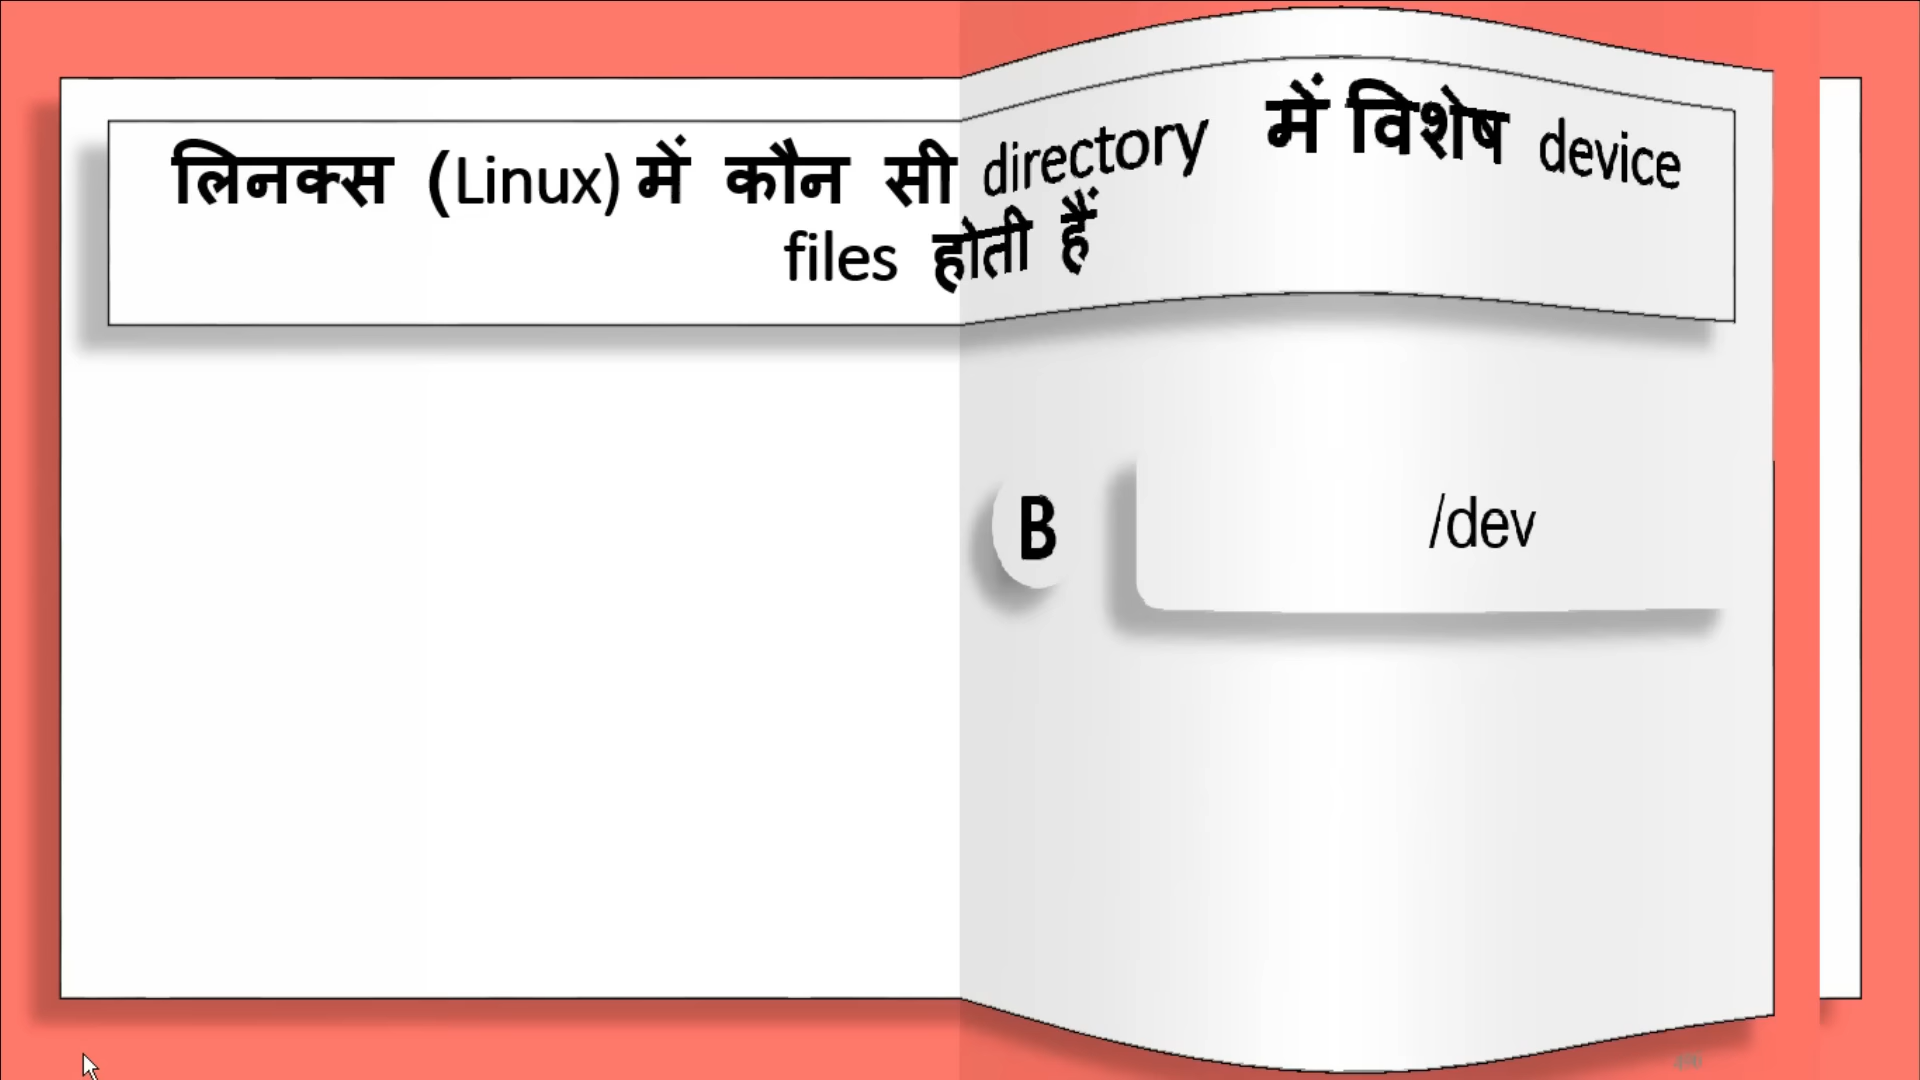 लिनक्स (Linux) में कौन सी directory में विशेष device
files होती हैं
B /dev